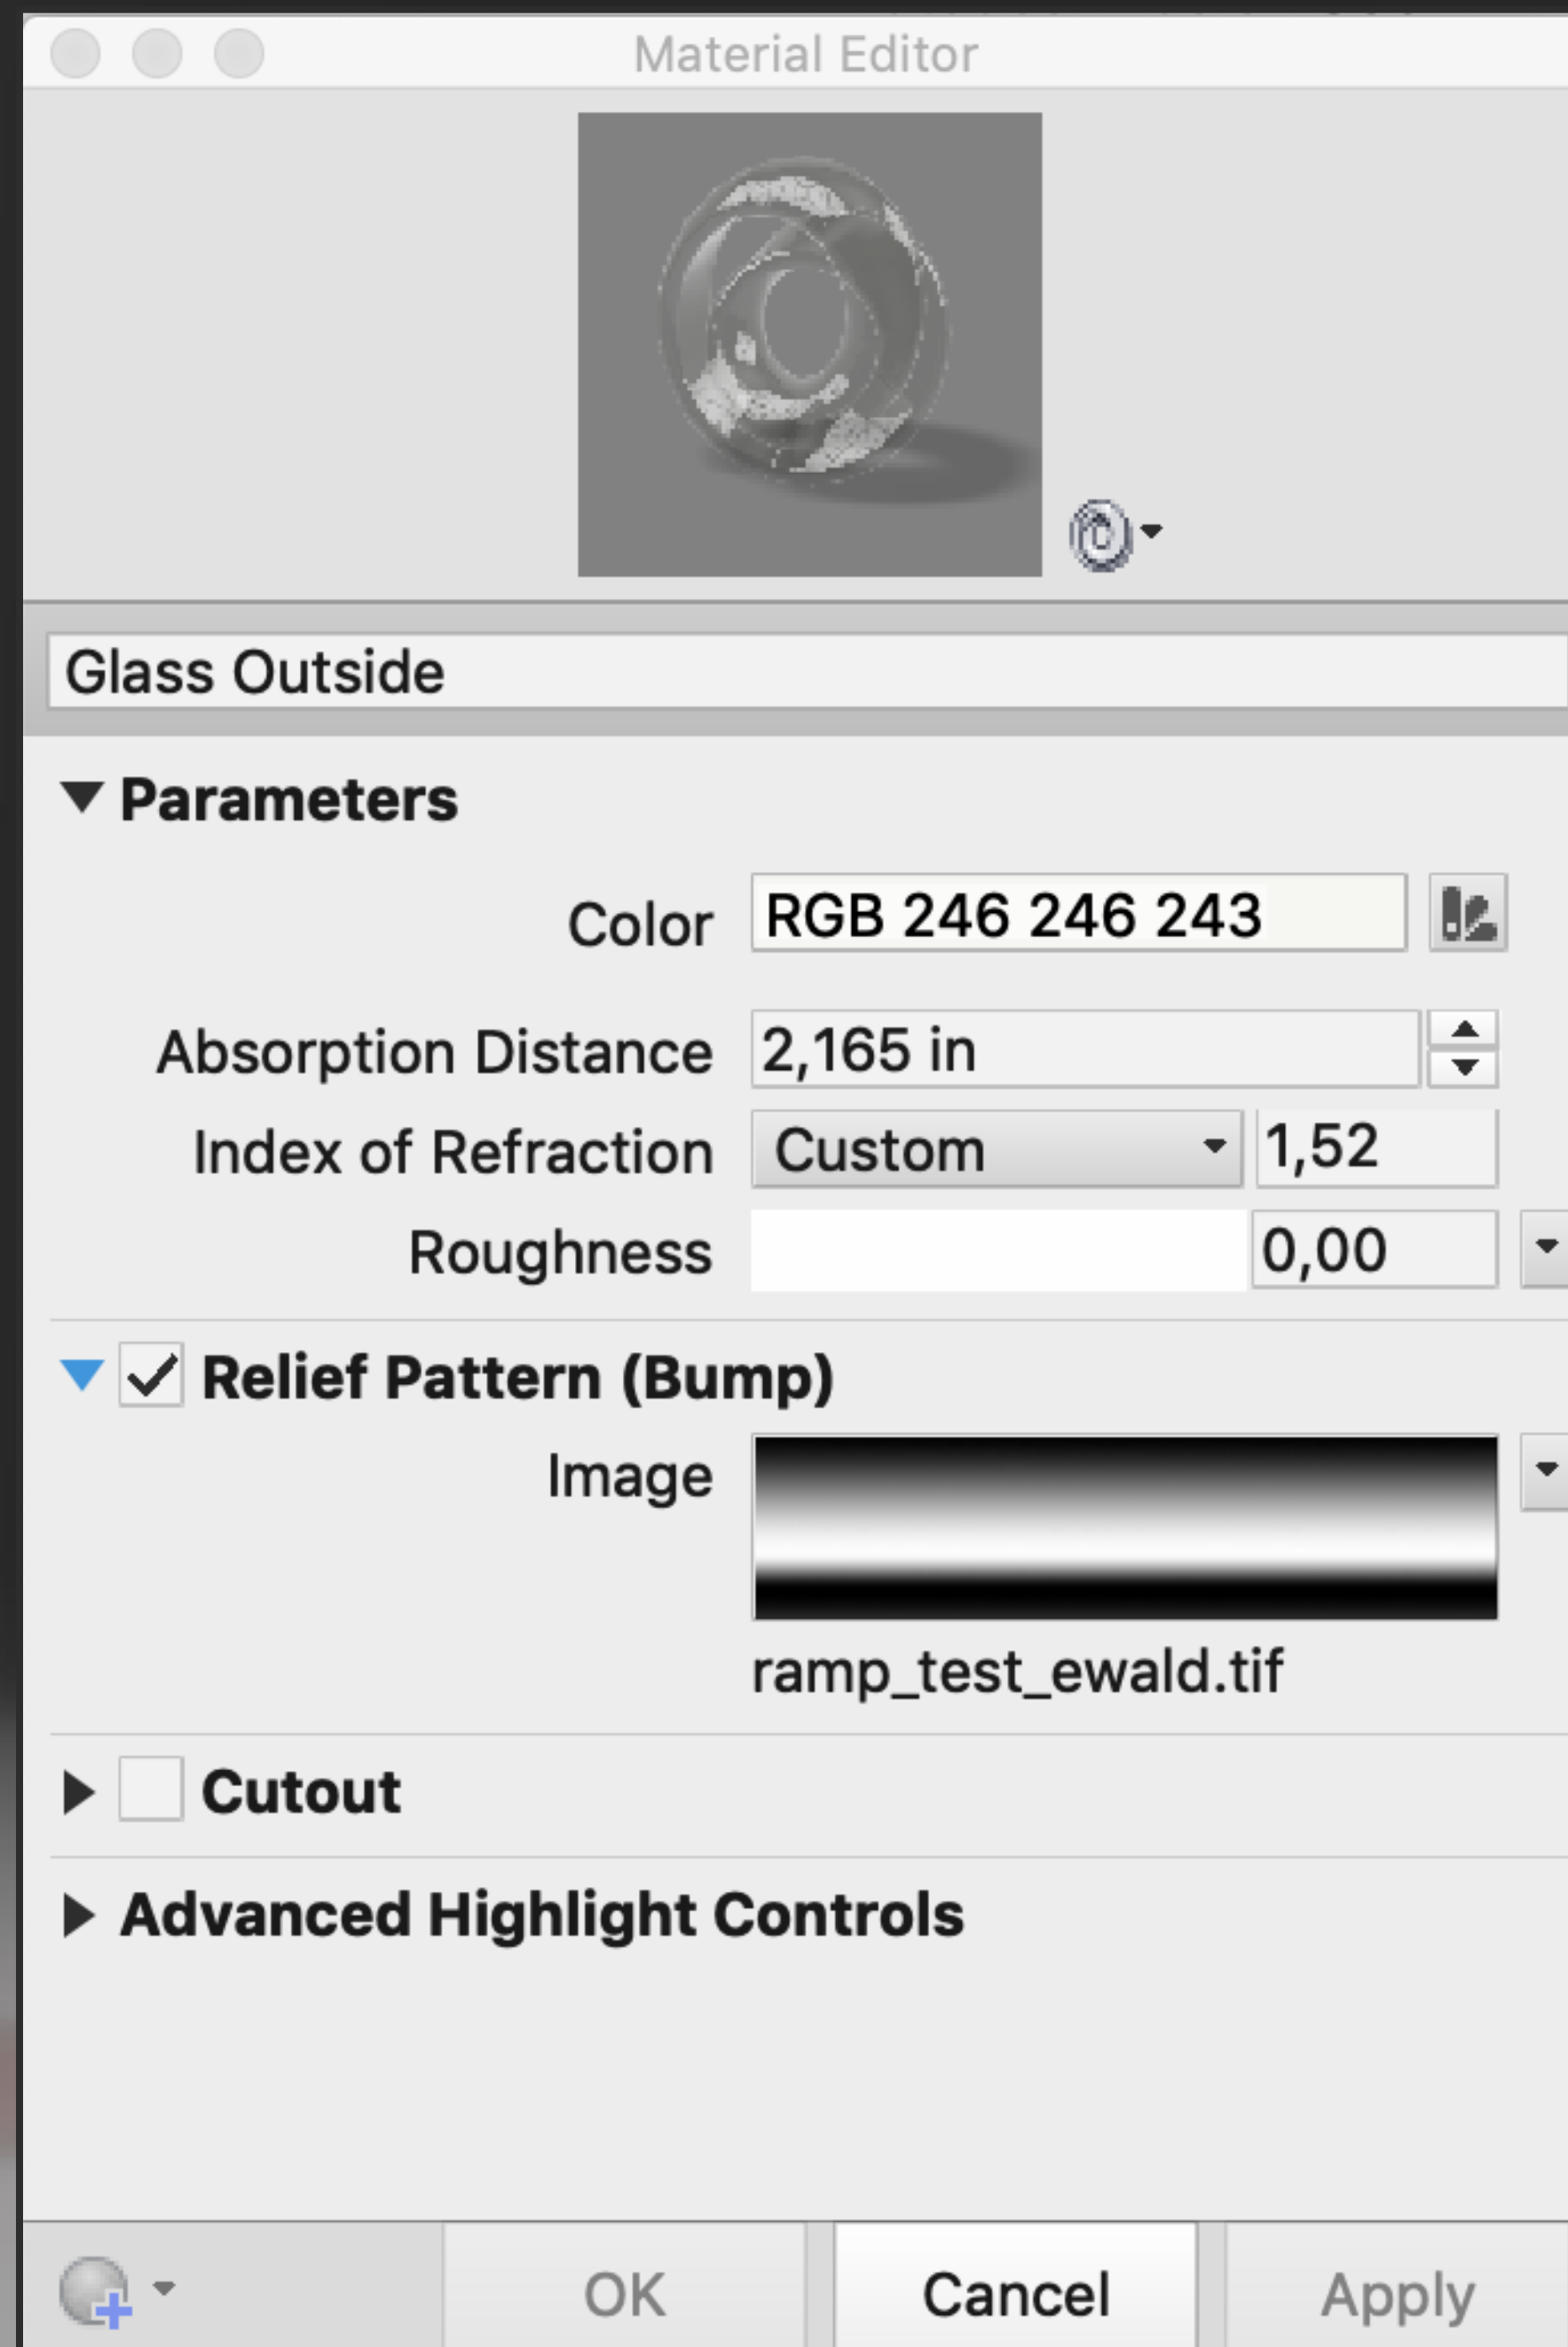 Material Editor
Glass Outside
Parameters
Color RGB 246 246 243
Absorption Distance 2,165 in
Index of Refraction Custom 1,52
Roughness 0,00
Relief Pattern (Bump)
Image
ramp_test_ewald.tif
Cutout
Advanced Highlight Controls
OK Cancel Apply